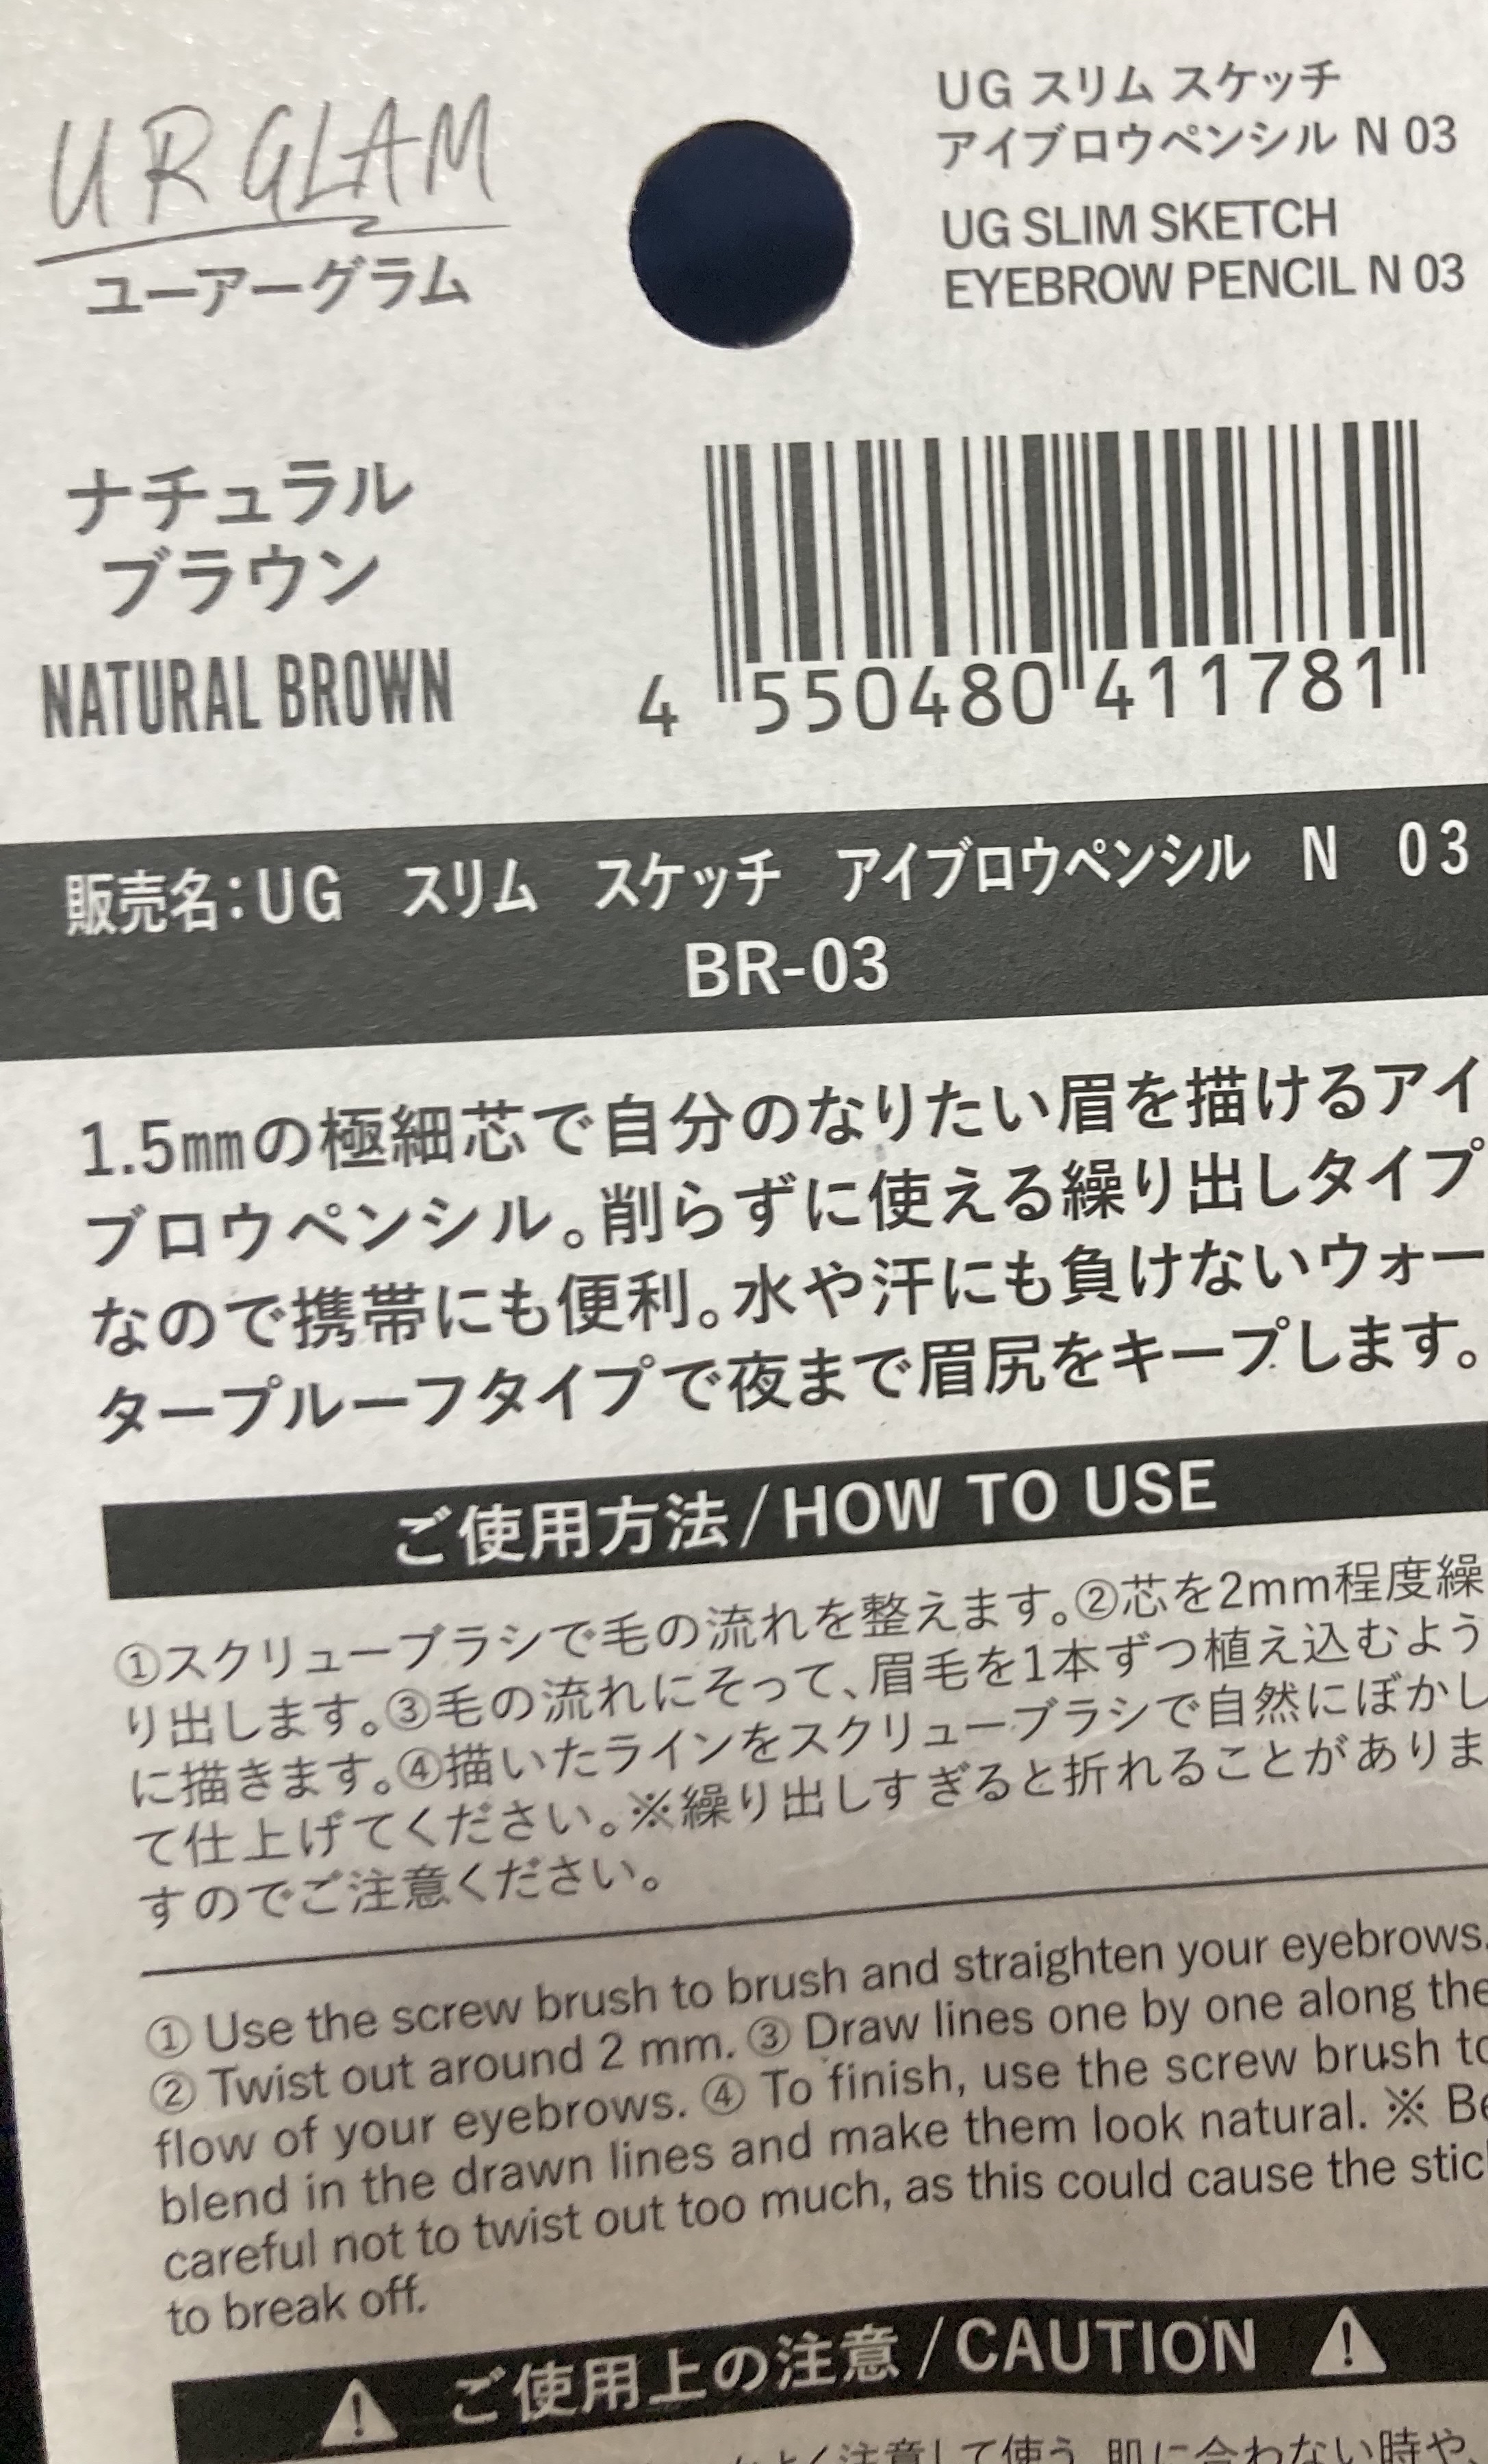 UR GLAM
ユーアーグラム
UG スリム スケッチ
アイブロウペンシル N 03
UG SLIM SKETCH
EYEBROW PENCIL N 03
ナチュラル
ブラウン
NATURAL BROWN
4 550480 411781
販売名:UG スリム スケッチ アイブロウペンシル N 03
BR-03
1.5mmの極細芯で自分のなりたい眉を描けるアイ
ブロウペンシル。削らずに使える繰り出しタイプ
なので携帯にも便利。水や汗にも負けないウォー
タープルーフタイプで夜まで眉尻をキープします。
ご使用方法/HOW TO USE
①スクリューブラシで毛の流れを整えます。②芯を2mm程度繰
り出します。③毛の流れにそって、眉毛を1本ずつ植え込むよう
に描きます。④描いたラインをスクリューブラシで自然にぼかし
て仕上げてください。※繰り出しすぎると折れることがありま
すのでご注意ください。
① Use the screw brush to brush and straighten your eyebrows.
② Twist out around 2 mm. ③ Draw lines one by one along the
flow of your eyebrows. ④ To finish, use the screw brush to
blend in the drawn lines and make them look natural. ※ Be
careful not to twist out too much, as this could cause the stic
to break off.
⚠ ご使用上の注意/CAUTION ⚠
よく注意して使う 肌に合わない時や、